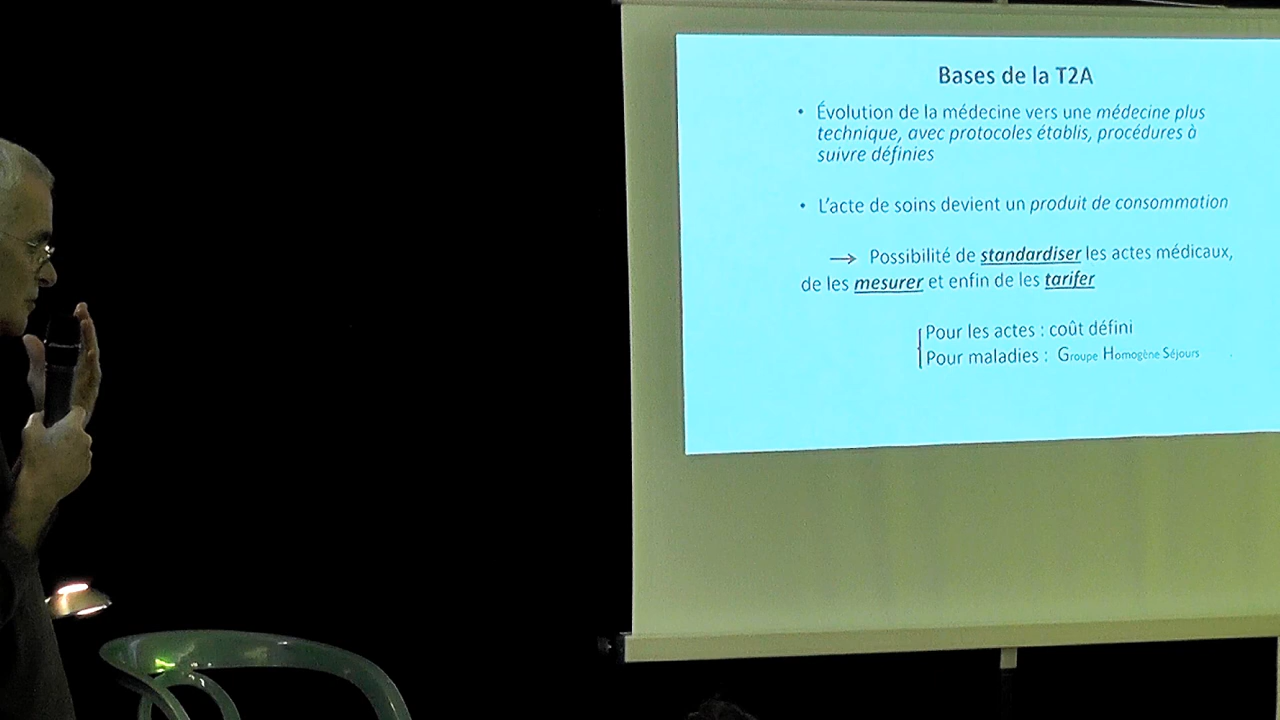 Bases de la T2A
• Évolution de la médecine vers une médecine plus
technique, avec protocoles établis, procédures à
suivre définies
• L'acte de soins devient un produit de consommation
→ Possibilité de standardiser les actes médicaux,
de les mesurer et enfin de les tarifer
Pour les actes : coût défini
Pour maladies : Groupe Homogène Séjours